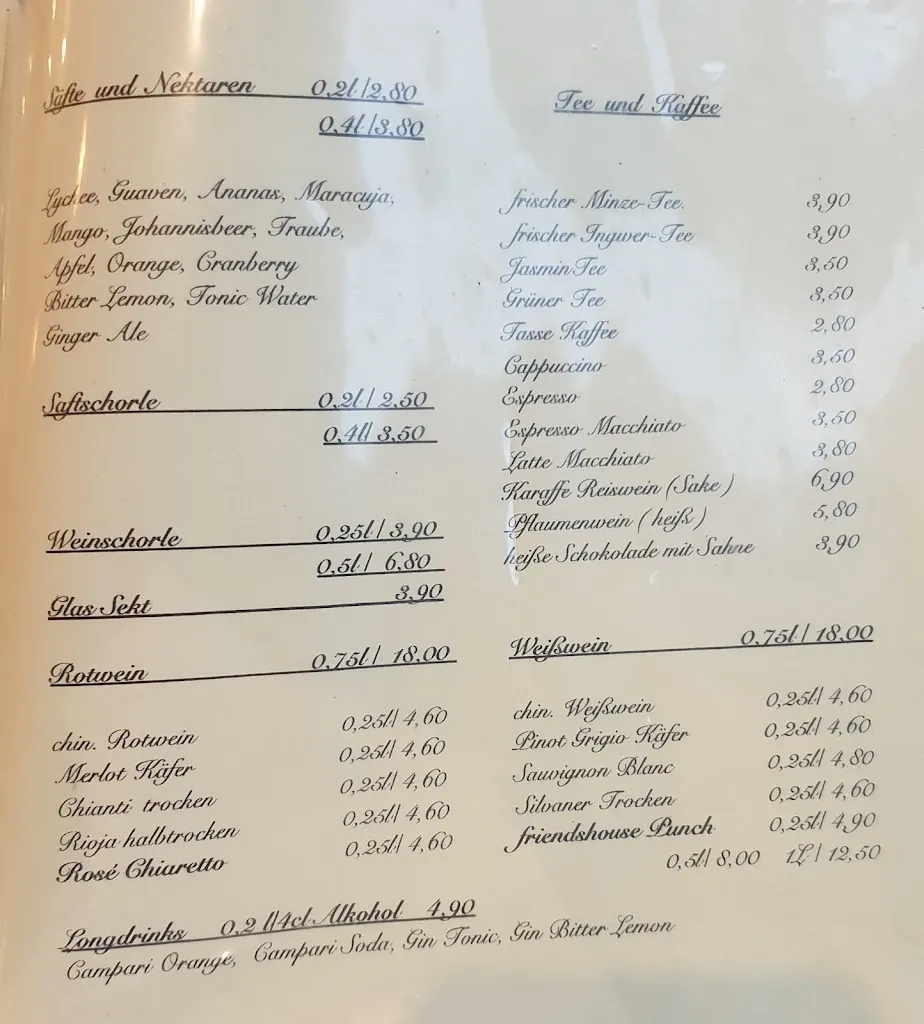 Säfte und Nektaren 0,2l/2,80
0,4l/3,80
Lychee, Guaven, Ananas, Maracuja,
Mango, Johannisbeer, Traube,
Apfel, Orange, Cranberry
Bitter Lemon, Tonic Water
Ginger Ale
Saftschorle 0,2l/ 2,50
0,4l/ 3,50
Weinschorle 0,25l/ 3,90
0,5l/ 6,80
Glas Sekt 3,90
Rotwein 0,75l/ 18,00
chin. Rotwein 0,25l/ 4,60
Merlot Käfer 0,25l/ 4,60
Chianti trocken 0,25l/ 4,60
Rioja halbtrocken 0,25l/ 4,60
Rosé Chiaretto 0,25l/ 4,60
Tee und Kaffee
frischer Minze-Tee. 3,90
frischer Ingwer-Tee 3,90
Jasmin Tee 3,50
Grüner Tee 3,50
Tasse Kaffee 2,80
Cappuccino 3,50
Espresso 2,80
Espresso Macchiato 3,50
Latte Macchiato 3,80
Karaffe Reiswein (Sake) 6,90
Pflaumenwein (heiß) 5,80
heiße Schokolade mit Sahne 3,90
Weißwein 0,75l/ 18,00
chin. Weißwein 0,25l/ 4,60
Pinot Grigio Käfer 0,25l/ 4,60
Sauvignon Blanc 0,25l/ 4,80
Silvaner Trocken 0,25l/ 4,60
friendshouse Punch 0,25l/ 4,90
0,5l/ 8,00 1L/ 12,50
Longdrinks 0,2 l/4cl Alkohol 4,90
Campari Orange, Campari Soda, Gin Tonic, Gin Bitter Lemon